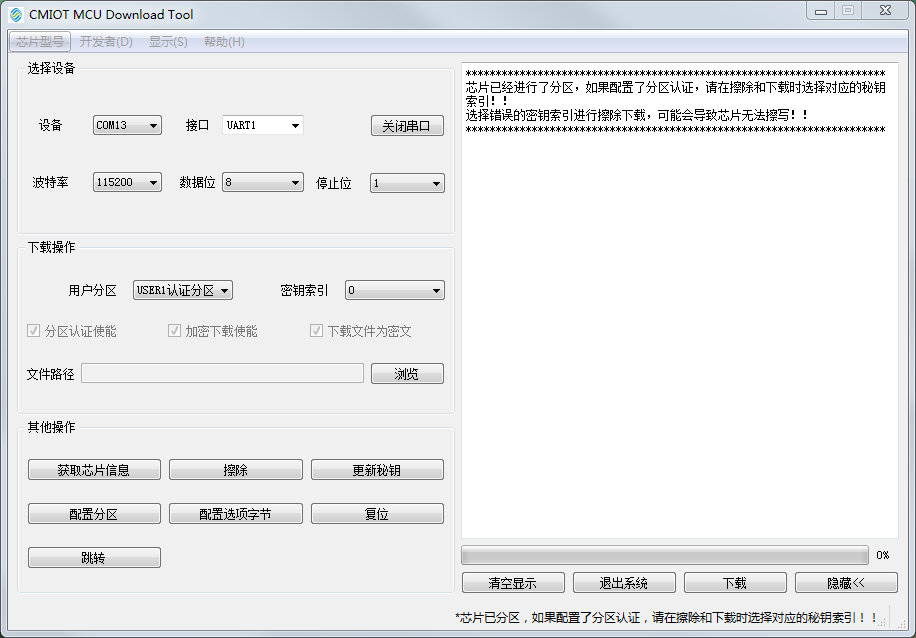 CMIOT MCU Download Tool
芯片型号 开发者(D) 显示(S) 帮助(H)
选择设备
设备 COM13 接口 UART1 关闭串口
波特率 115200 数据位 8 停止位 1
下载操作
用户分区 USER1认证分区 密钥索引 0
分区认证使能 加密下载使能 下载文件为密文
文件路径 浏览
其他操作
获取芯片信息 擦除 更新秘钥
配置分区 配置选项字节 复位
跳转
**********************************************************************
芯片已经进行了分区，如果配置了分区认证，请在擦除和下载时选择对应的秘钥
索引！！
选择错误的密钥索引进行擦除下载，可能会导致芯片无法擦写！！
**********************************************************************
0%
清空显示 退出系统 下载 隐藏<<
*芯片已分区，如果配置了分区认证，请在擦除和下载时选择对应的秘钥索引！！